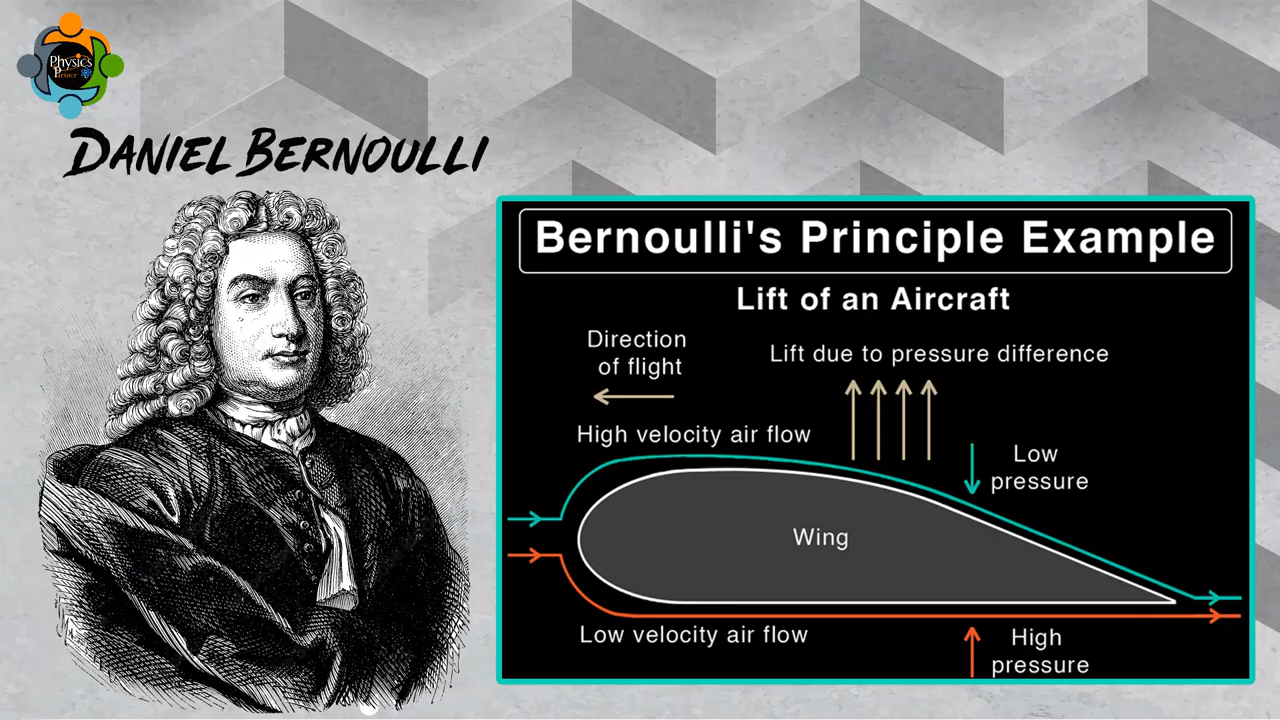 Physics
Partner
DANIEL BERNOULLI
Bernoulli's Principle Example
Lift of an Aircraft
Direction
of flight
Lift due to pressure difference
High velocity air flow
Low
pressure
Wing
Low velocity air flow
High
pressure